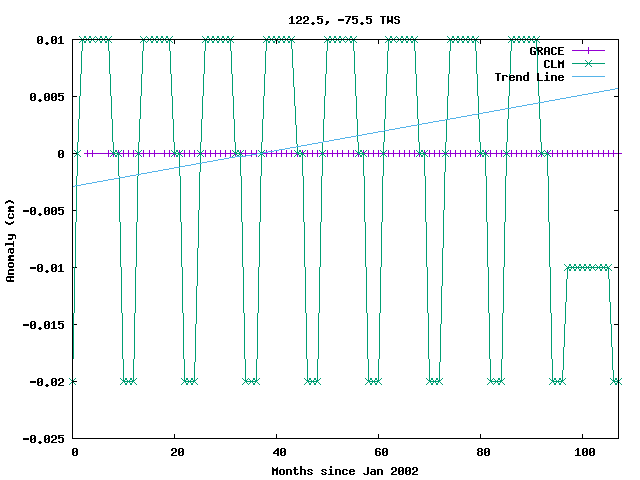 122.5, -75.5 TWS
GRACE
CLM
Trend Line
0.01
0.005
0
-0.005
-0.01
-0.015
-0.02
-0.025
Anomaly (cm)
0 20 40 60 80 100
Months since Jan 2002